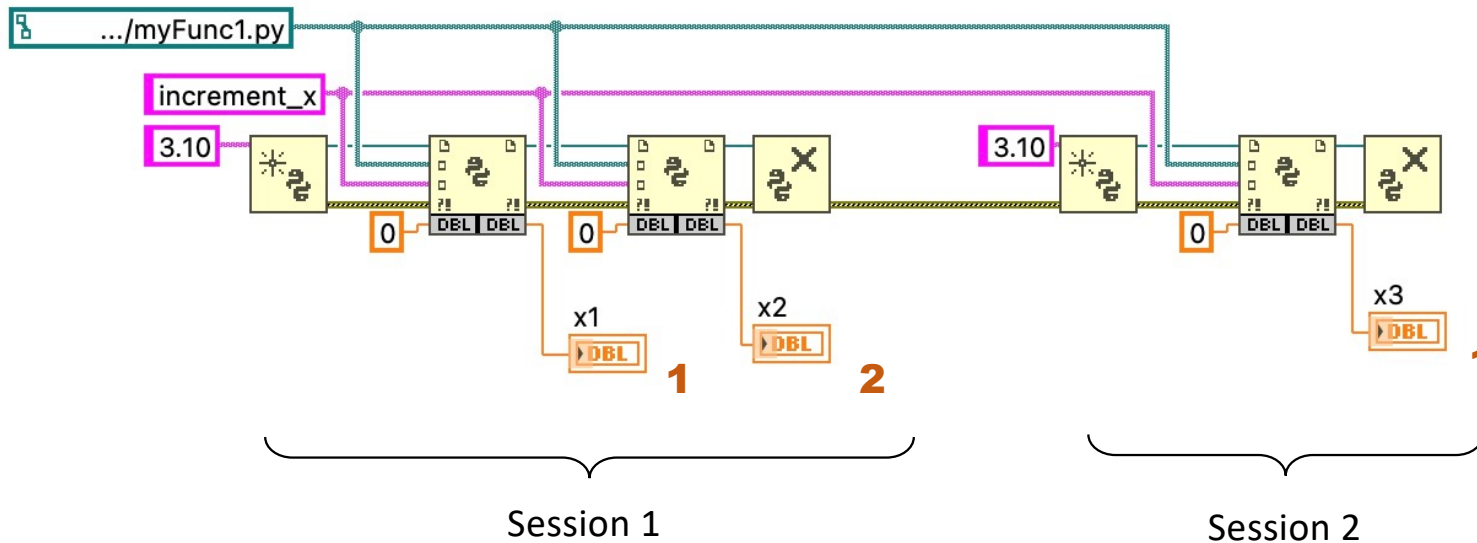 .../myFunc1.py
increment_x
3.10
3.10
?! ?! ?! ?! ?! ?!
0 DBL DBL 0 DBL DBL 0 DBL DBL
x1 x2 x3
DBL DBL DBL
1 2
Session 1 Session 2